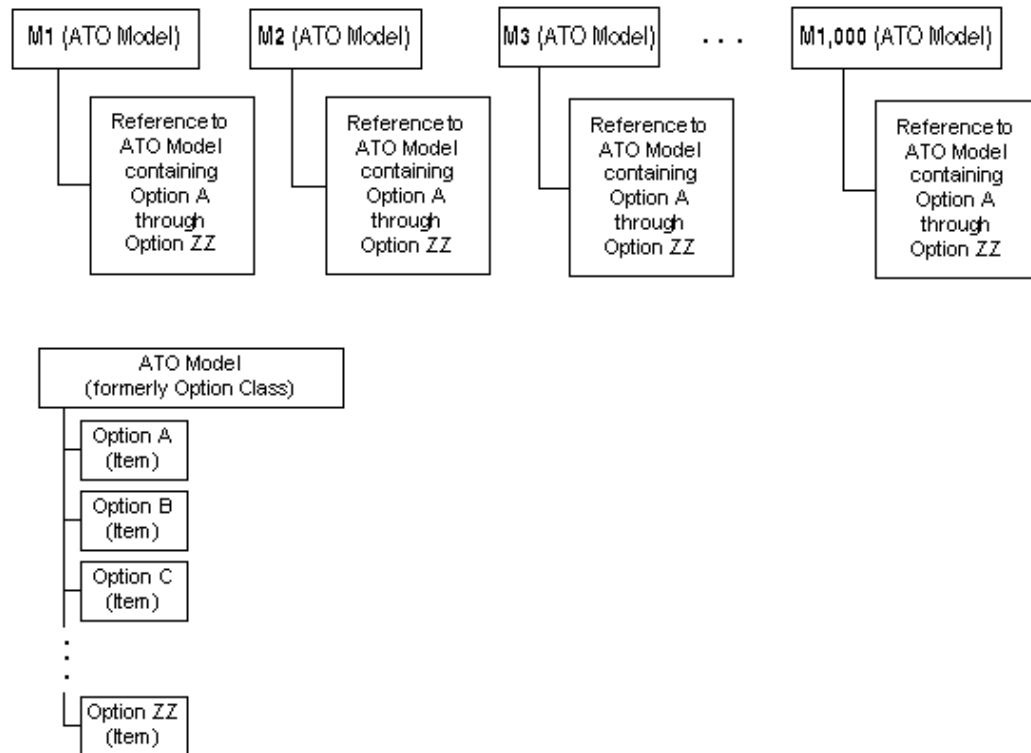 M1 (ATO Model)
M2 (ATO Model)
M3 (ATO Model)
. . .
M1,000 (ATO Model)
Reference to
ATO Model
containing
Option A
through
Option ZZ
Reference to
ATO Model
containing
Option A
through
Option ZZ
Reference to
ATO Model
containing
Option A
through
Option ZZ
Reference to
ATO Model
containing
Option A
through
Option ZZ
ATO Model
(formerly Option Class)
Option A
(Item)
Option B
(Item)
Option C
(Item)
Option ZZ
(Item)